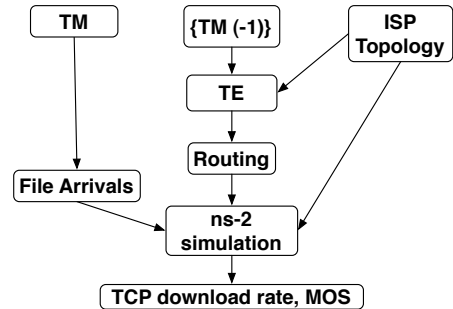 TM
{TM (-1)}
ISP
Topology
TE
Routing
File Arrivals
ns-2
simulation
TCP download rate, MOS